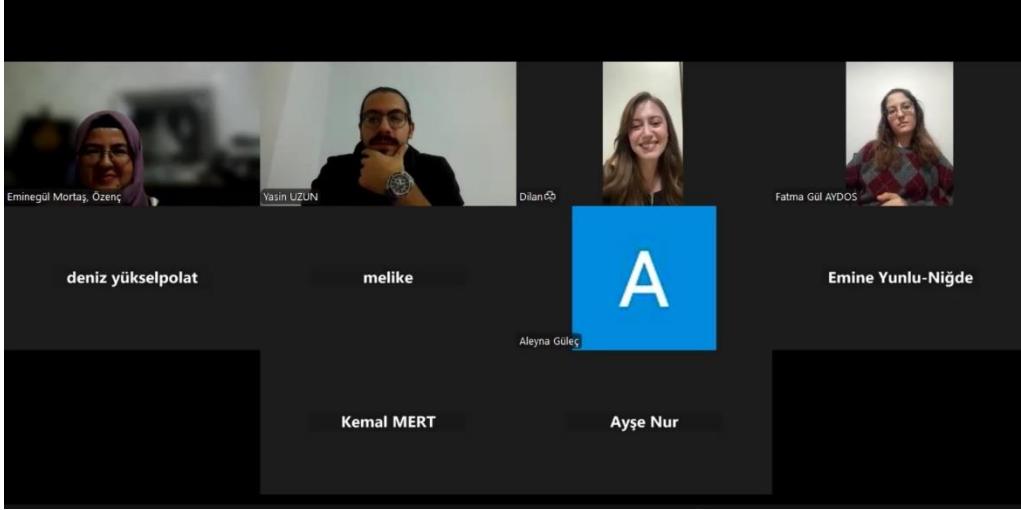 Eminegül Mortaş, Özenç
Yasin UZUN
Dilan
Fatma Gül AYDOS
deniz yükselpolat
melike
A
Aleyna Güleç
Emine Yunlu-Niğde
Kemal MERT
Ayşe Nur